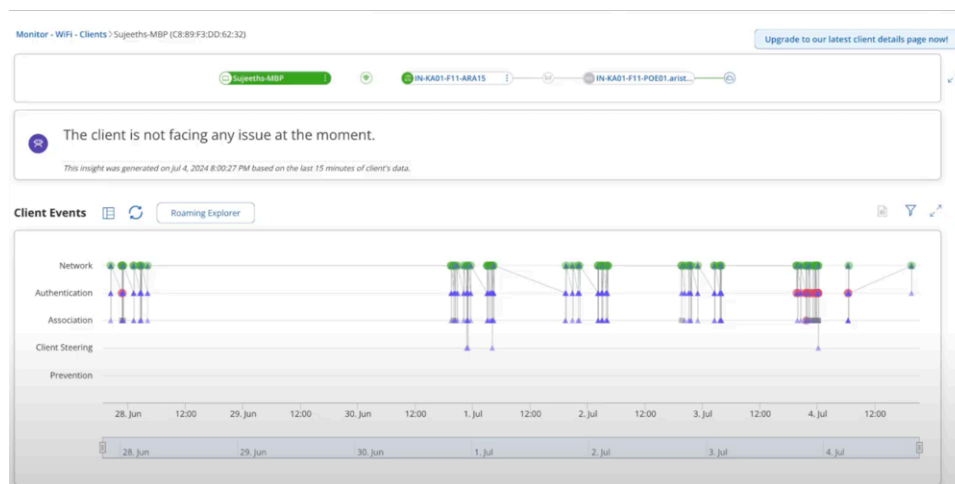 Monitor - WiFi - Clients > Sujeeths-MBP (C8:89:F3:DD:62:32)
Upgrade to our latest client details page now!
Sujeeths-MBP
IN-KA01-F11-ARA15
IN-KA01-F11-POE01.arist...
The client is not facing any issue at the moment.
This insight was generated on Jul 4, 2024 8:00:27 PM based on the last 15 minutes of client's data.
Client Events
Roaming Explorer
Network
Authentication
Association
Client Steering
Prevention
28. Jun 12:00 29. Jun 12:00 30. Jun 12:00 1. Jul 12:00 2. Jul 12:00 3. Jul 12:00 4. Jul 12:00
28. Jun 29. Jun 30. Jun 1. Jul 2. Jul 3. Jul 4. Jul